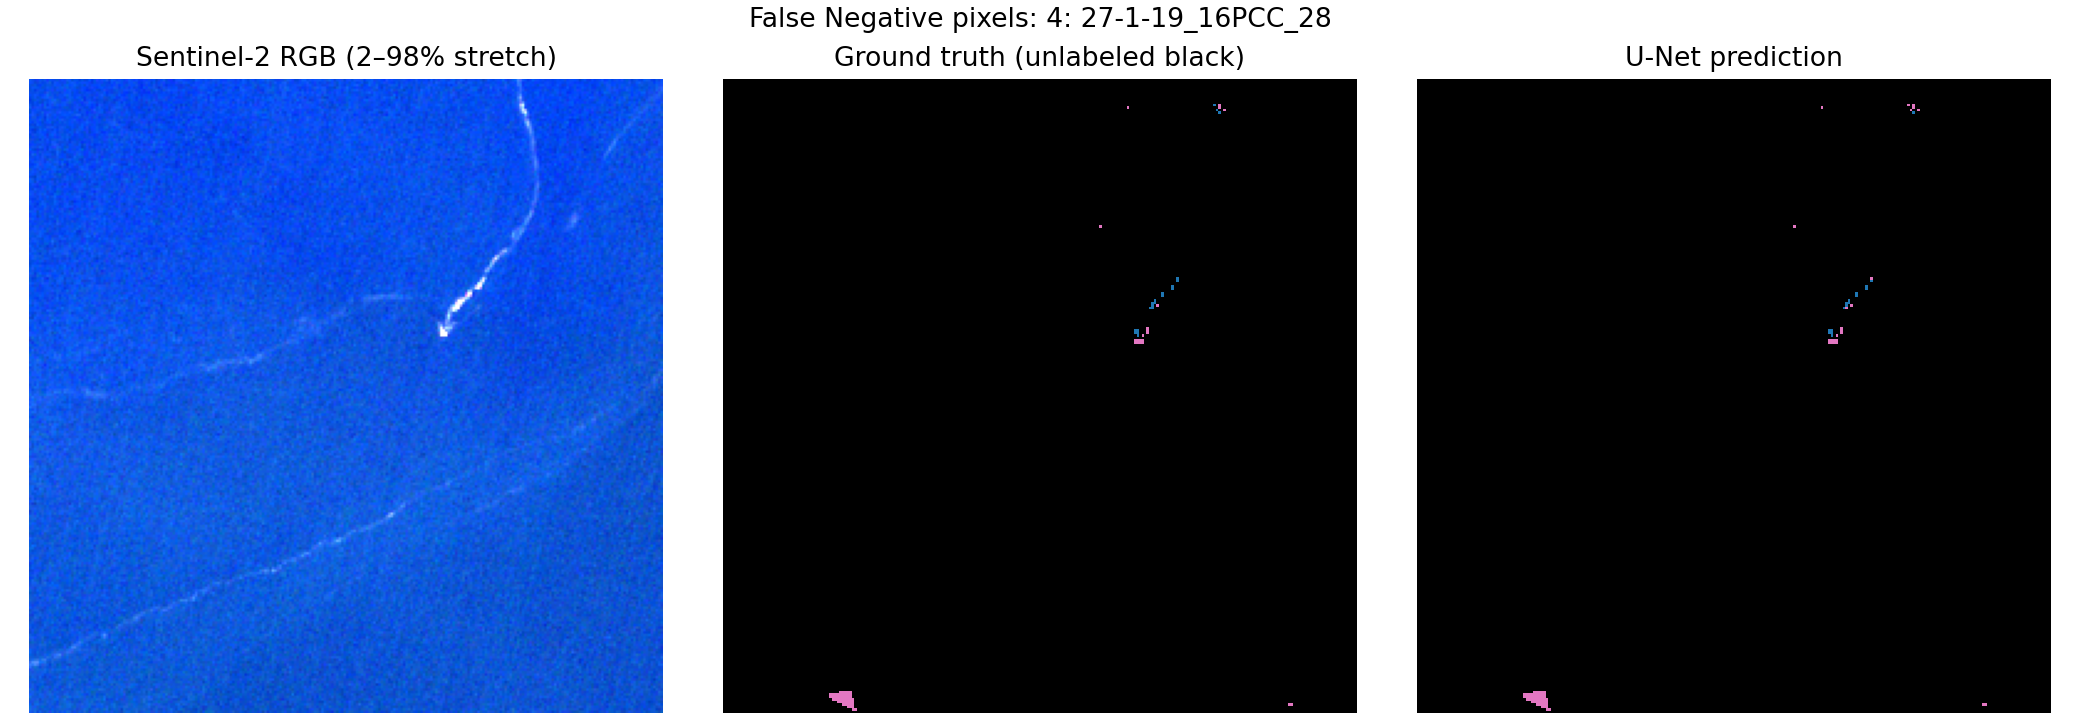 False Negative pixels: 4: 27-1-19_16PCC_28
Sentinel-2 RGB (2–98% stretch)
Ground truth (unlabeled black)
U-Net prediction